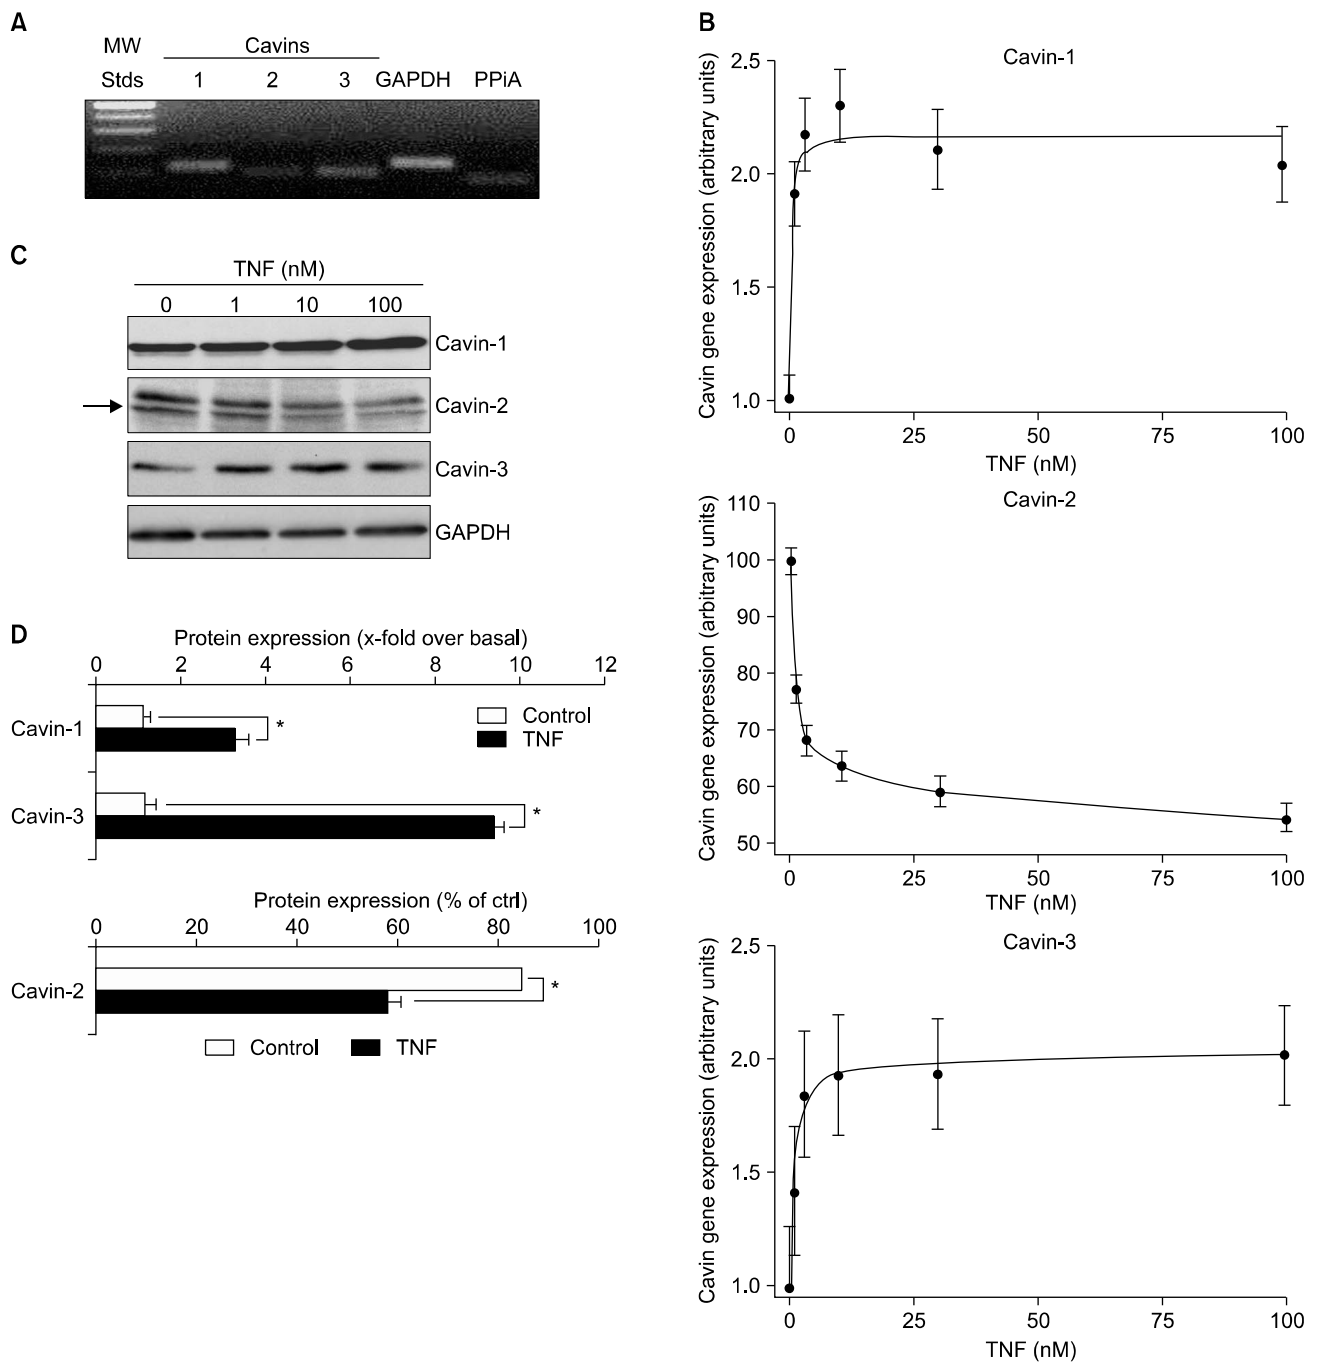 A
MW Cavins
Stds 1 2 3 GAPDH PPiA
B
Cavin-1
Cavin gene expression (arbitrary units)
2.5
2.0
1.5
1.0
0 25 50 75 100
TNF (nM)
Cavin-2
Cavin gene expression (arbitrary units)
110
100
90
80
70
60
50
0 25 50 75 100
TNF (nM)
Cavin-3
Cavin gene expression (arbitrary units)
2.5
2.0
1.5
1.0
0 25 50 75 100
TNF (nM)
C
TNF (nM)
0 1 10 100
Cavin-1
Cavin-2
Cavin-3
GAPDH
D
Protein expression (x-fold over basal)
0 2 4 6 8 10 12
Cavin-1
*
Control
TNF
Cavin-3
*
Protein expression (% of ctrl)
0 20 40 60 80 100
Cavin-2
*
Control TNF